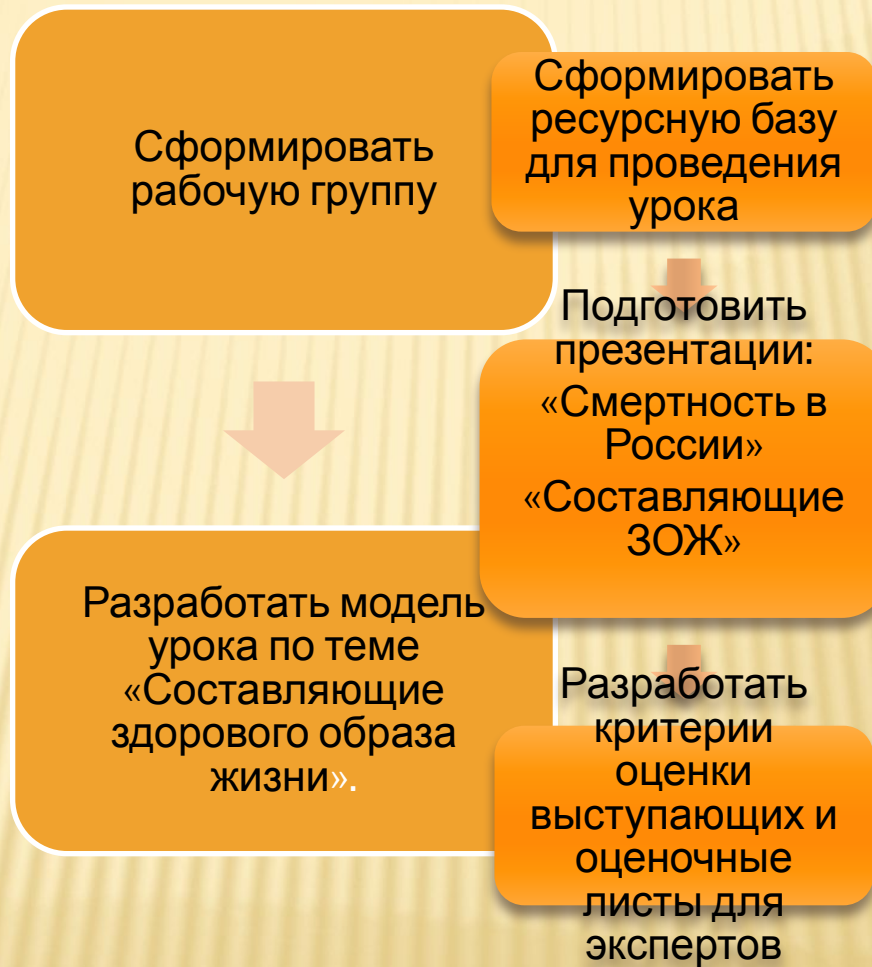 Сформировать
рабочую группу
Разработать модель
урока по теме
«Составляющие
здорового образа
жизни».
Сформировать
ресурсную базу
для проведения
урока
Подготовить
презентации:
«Смертность в
России»
«Составляющие
ЗОЖ»
Разработать
критерии
оценки
выступающих и
оценочные
листы для
экспертов